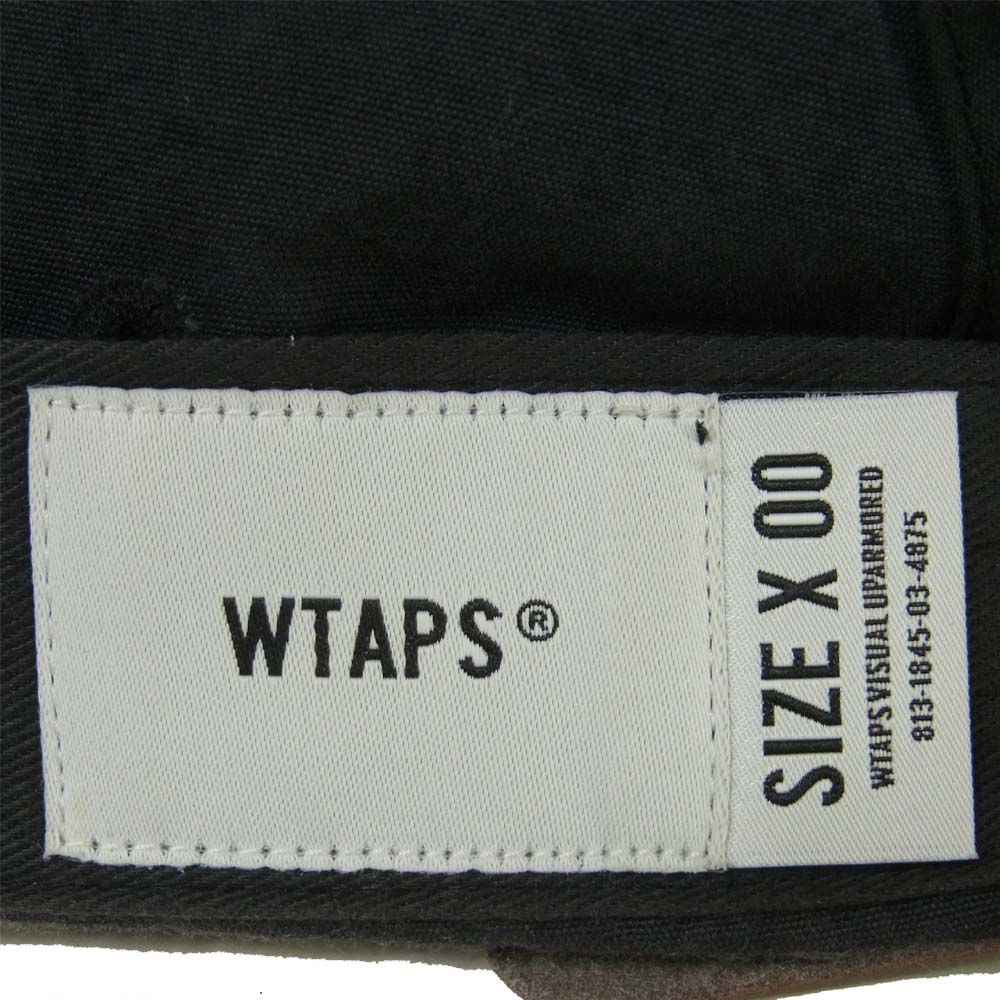 WTAPS®
SIZE X 00
WTAPS VISUAL UPARMORED
813-1845-03-4875